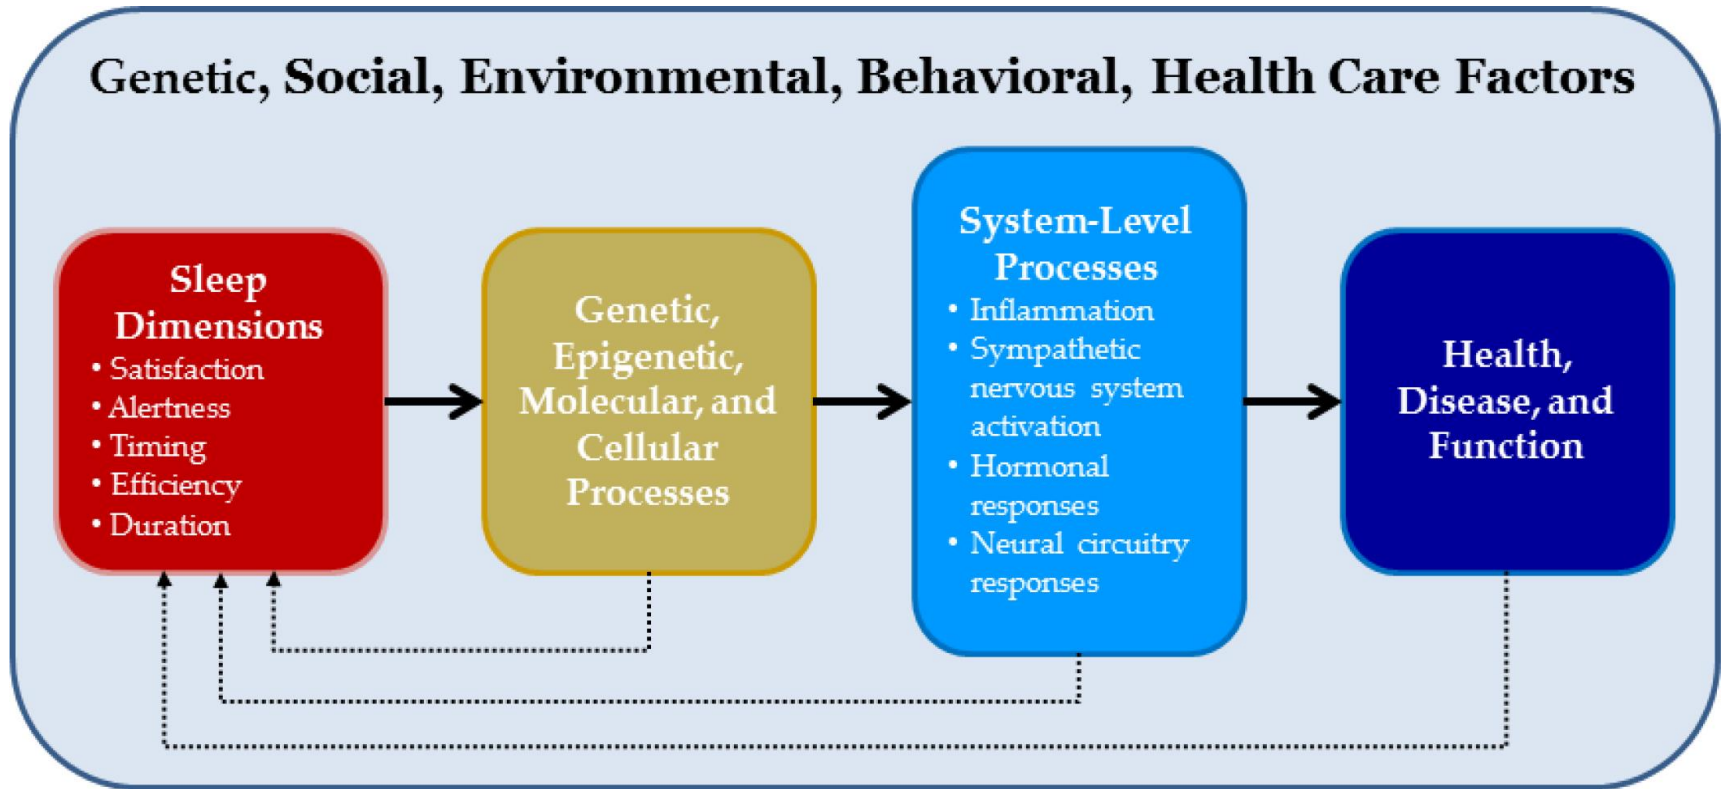 Genetic, Social, Environmental, Behavioral, Health Care Factors
Sleep
Dimensions
• Satisfaction
• Alertness
• Timing
• Efficiency
• Duration
Genetic,
Epigenetic,
Molecular, and
Cellular
Processes
System-Level
Processes
• Inflammation
• Sympathetic
nervous system
activation
• Hormonal
responses
• Neural circuitry
responses
Health,
Disease, and
Function